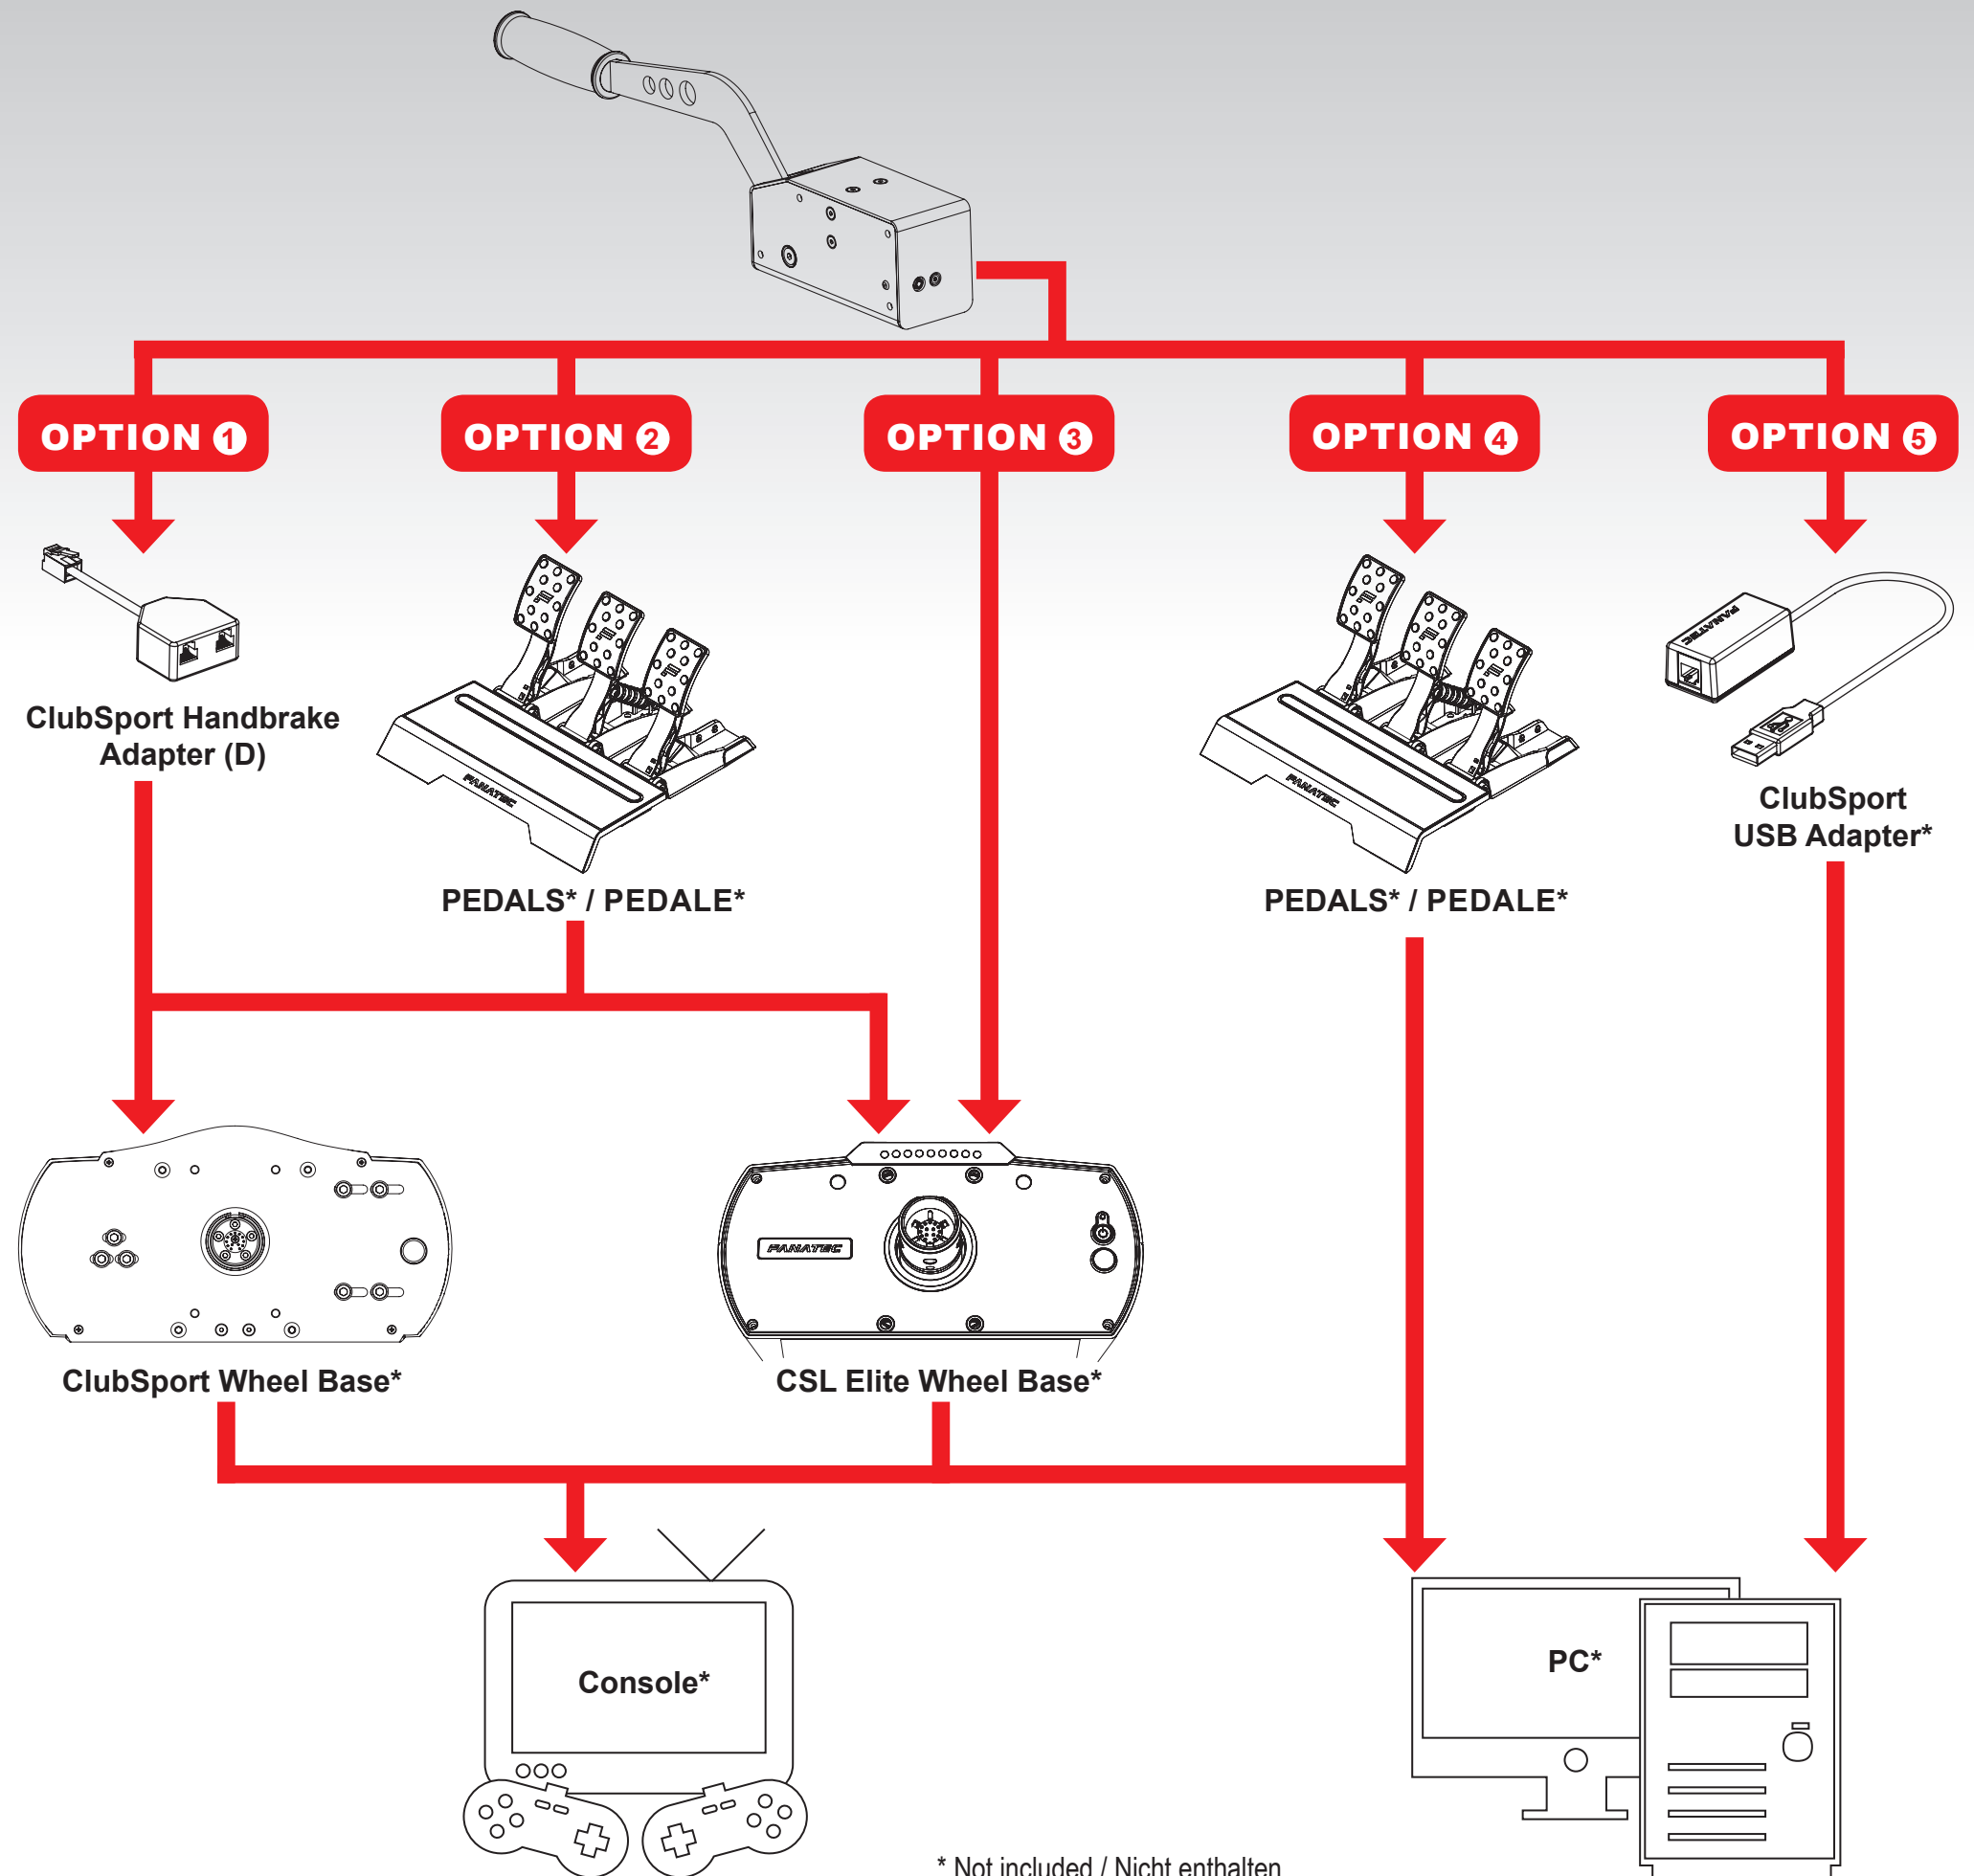 OPTION 1
OPTION 2
OPTION 3
OPTION 4
OPTION 5
FANATEC
ClubSport Handbrake
Adapter (D)
FANATEC
FANATEC
ClubSport
USB Adapter*
PEDALS* / PEDALE*
PEDALS* / PEDALE*
FANATEC
ClubSport Wheel Base*
CSL Elite Wheel Base*
Console*
PC*
* Not included / Nicht enthalten